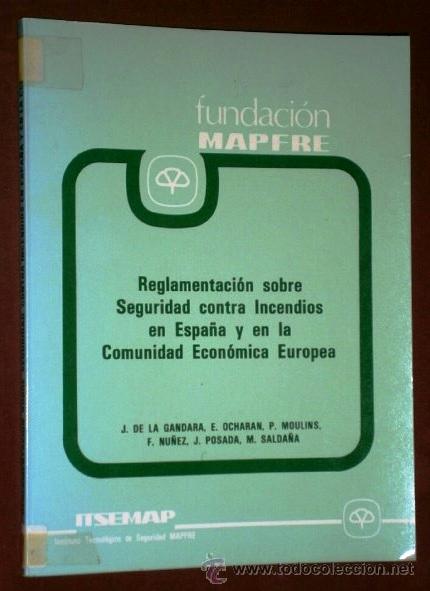 fundación
MAPFRE
Reglamentación sobre
Seguridad contra Incendios
en España y en la
Comunidad Económica Europea
J. DE LA GANDARA, E. OCHARAN, P. MOULINS,
F. NUÑEZ, J. POSADA, M. SALDAÑA
ITSEMAP
Instituto Tecnológico de Seguridad MAPFRE
www.todocoleccion.net